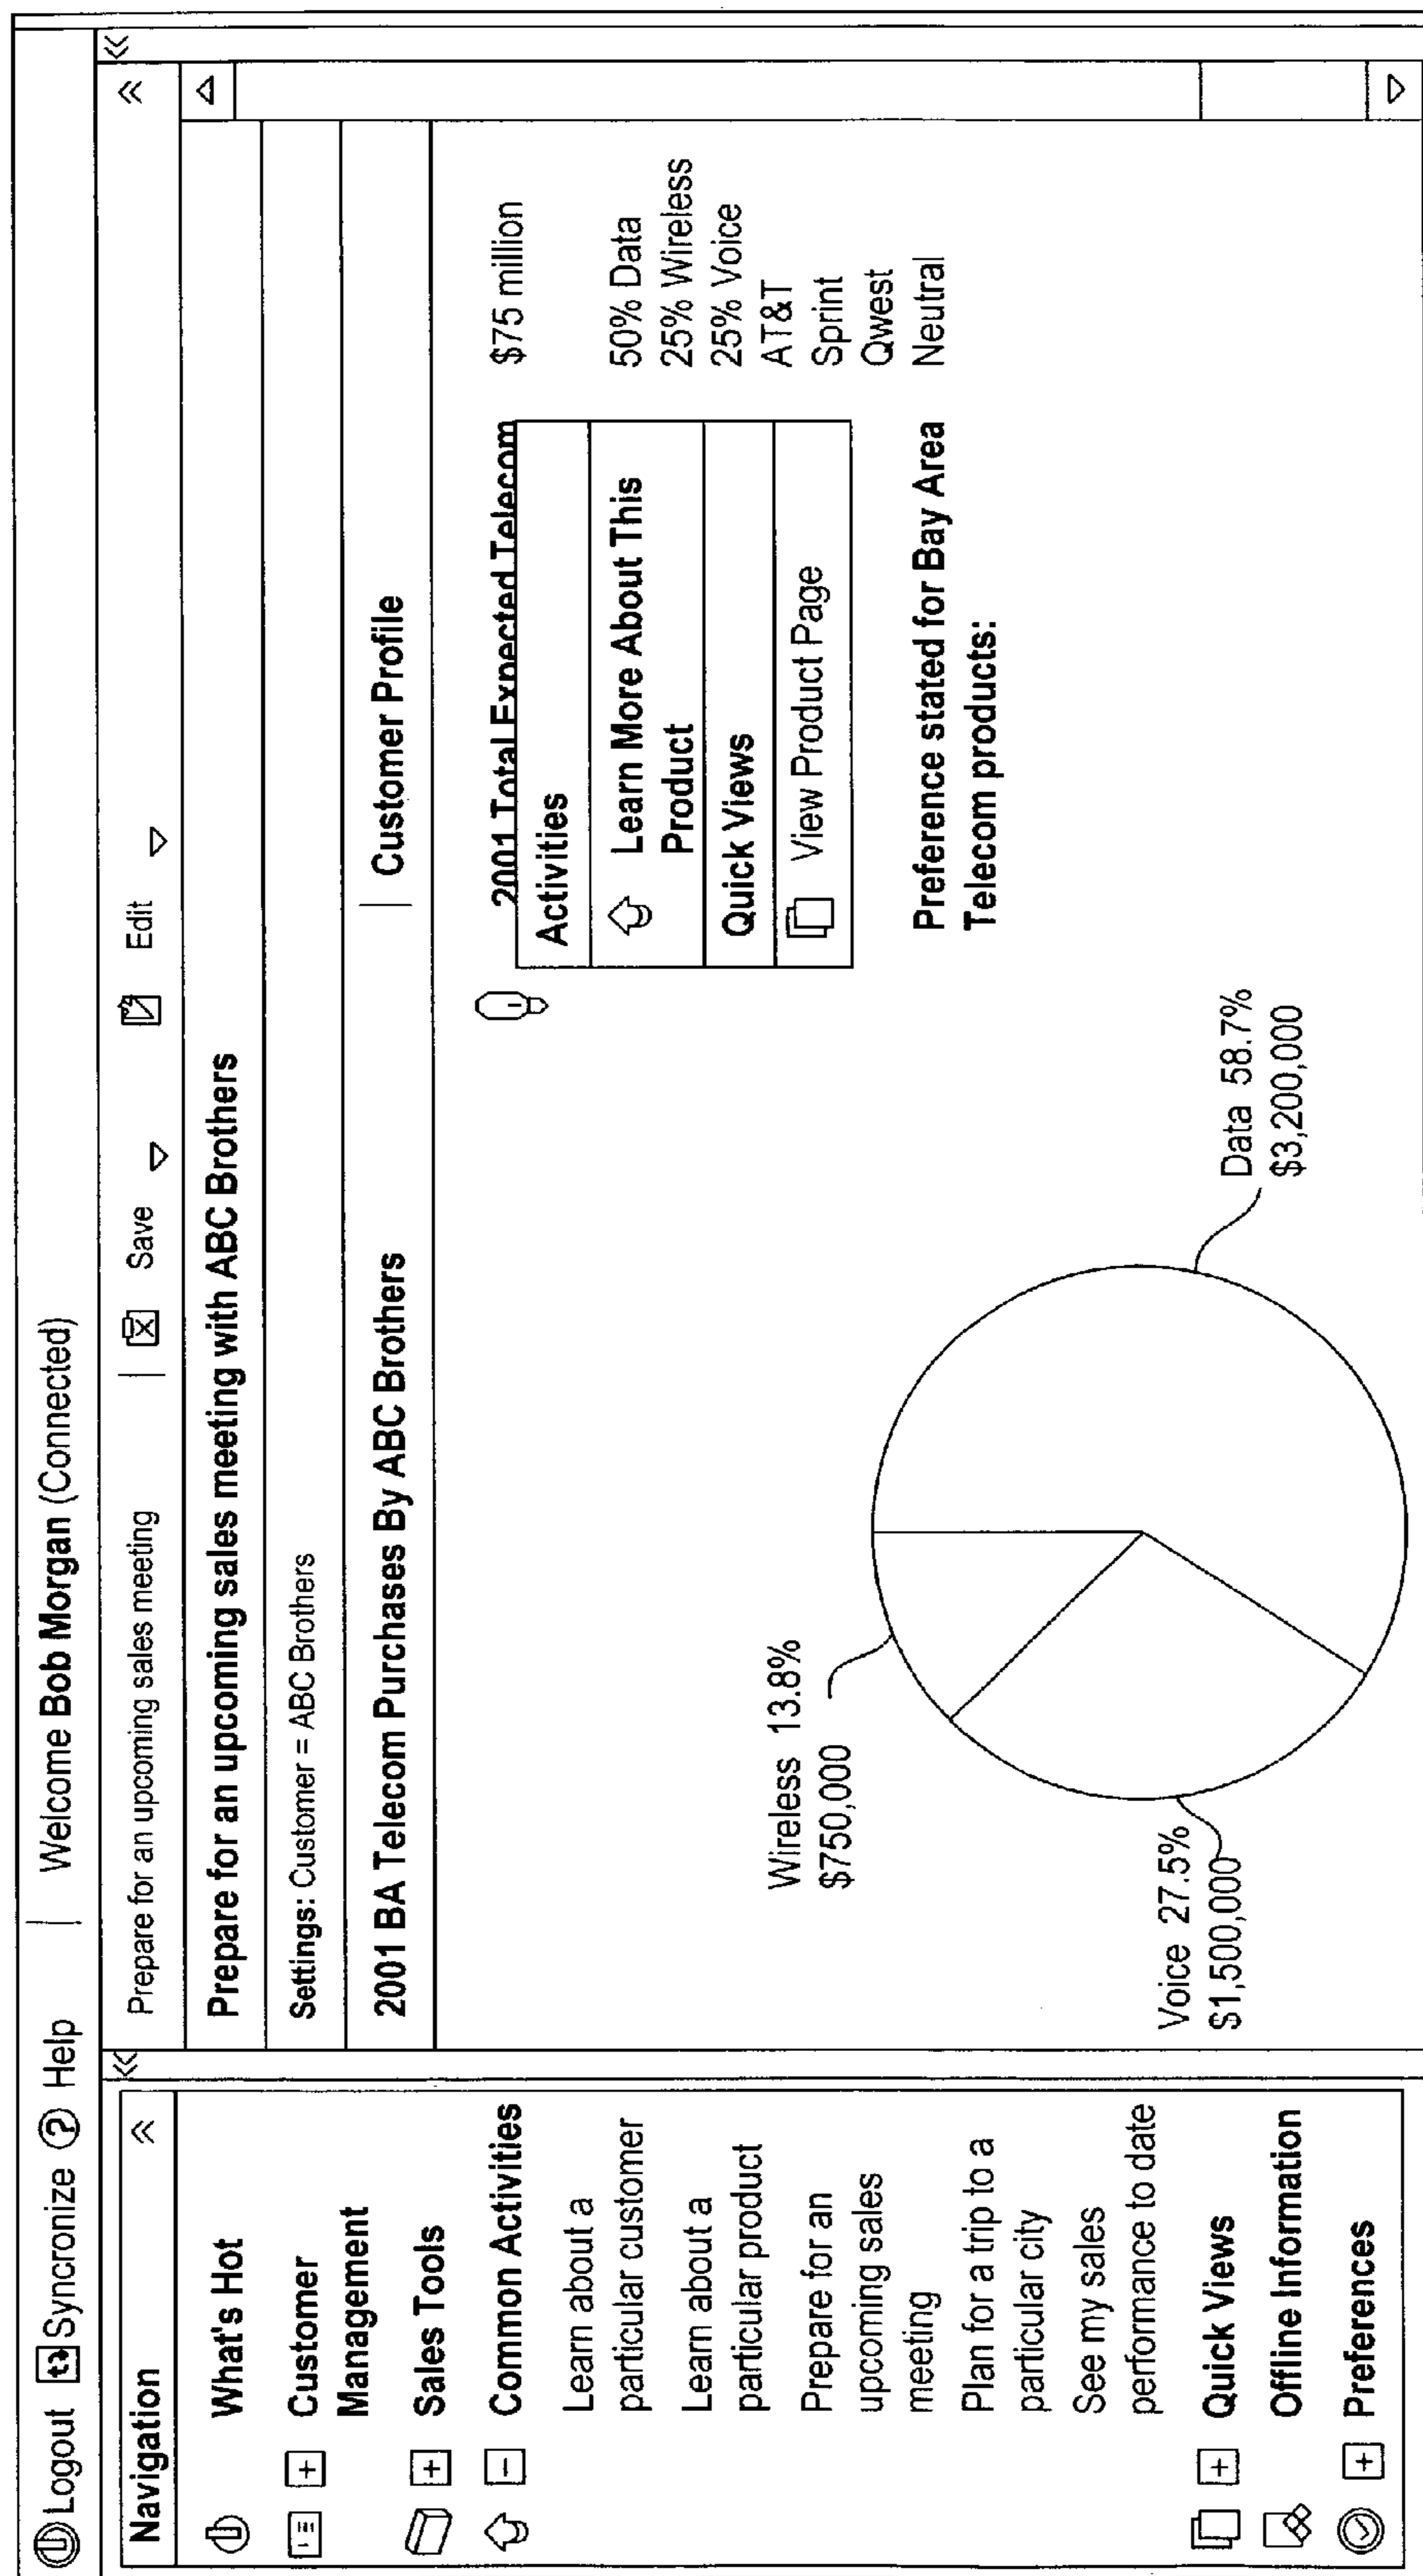 Logout Syncronize ? Help | Welcome Bob Morgan (Connected)
Navigation
What's Hot
+ Customer
Management
+ Sales Tools
- Common Activities
Learn about a
particular customer
Learn about a
particular product
Prepare for an
upcoming sales
meeting
Plan for a trip to a
particular city
See my sales
performance to date
+ Quick Views
Offline Information
+ Preferences
Prepare for an upcoming sales meeting | Save Edit
Prepare for an upcoming sales meeting with ABC Brothers
Settings: Customer = ABC Brothers
2001 BA Telecom Purchases By ABC Brothers | Customer Profile
Wireless 13.8%
$750,000
Voice 27.5%
$1,500,000
Data 58.7%
$3,200,000
2001 Total Expected Telecom $75 million
Activities
Learn More About This
Product
Quick Views
View Product Page
50% Data
25% Wireless
25% Voice
AT&T
Sprint
Qwest
Preference stated for Bay Area Neutral
Telecom products: